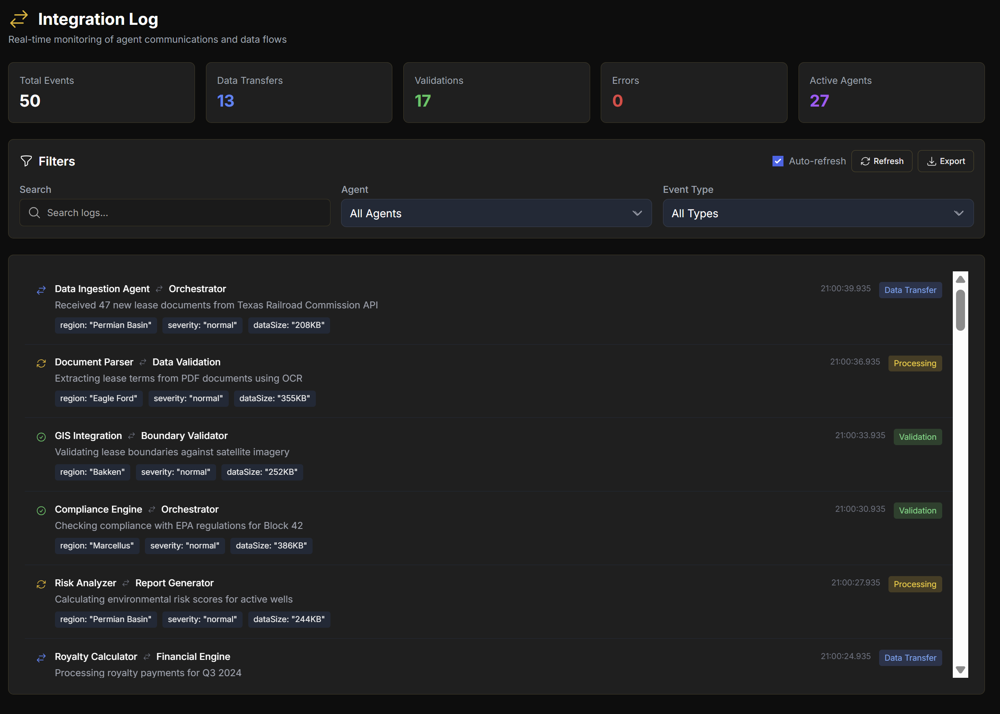 Integration Log
Real-time monitoring of agent communications and data flows
Total Events
50
Data Transfers
13
Validations
17
Errors
0
Active Agents
27
Filters
Auto-refresh
Refresh
Export
Search
Search logs...
Agent
All Agents
Event Type
All Types
Data Ingestion Agent Orchestrator
21:00:39.935 Data Transfer
Received 47 new lease documents from Texas Railroad Commission API
region: "Permian Basin" severity: "normal" dataSize: "208KB"
Document Parser Data Validation
21:00:36.935 Processing
Extracting lease terms from PDF documents using OCR
region: "Eagle Ford" severity: "normal" dataSize: "355KB"
GIS Integration Boundary Validator
21:00:33.935 Validation
Validating lease boundaries against satellite imagery
region: "Bakken" severity: "normal" dataSize: "252KB"
Compliance Engine Orchestrator
21:00:30.935 Validation
Checking compliance with EPA regulations for Block 42
region: "Marcellus" severity: "normal" dataSize: "386KB"
Risk Analyzer Report Generator
21:00:27.935 Processing
Calculating environmental risk scores for active wells
region: "Permian Basin" severity: "normal" dataSize: "244KB"
Royalty Calculator Financial Engine
21:00:24.935 Data Transfer
Processing royalty payments for Q3 2024